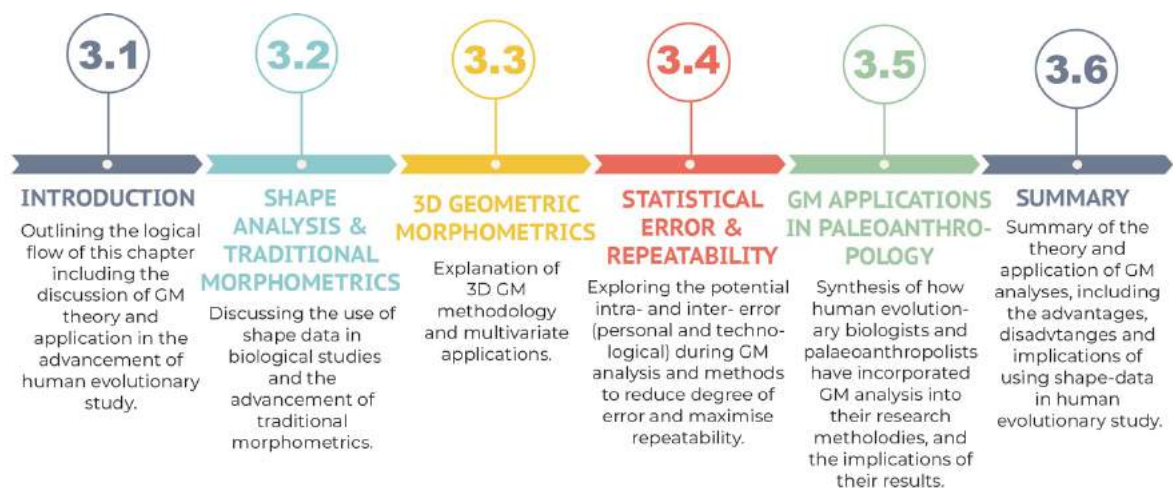 3.1
INTRODUCTION
Outlining the logical
flow of this chapter
including the
discussion of GM
theory and
application in the
advancement of
human evolutionary
study.
3.2
SHAPE
ANALYSIS &
TRADITIONAL
MORPHOMETRICS
Discussing the use of
shape data in
biological studies
and the
advancement of
traditional
morphometrics.
3.3
3D GEOMETRIC
MORPHOMETRICS
Explanation of
3D GM
methodology
and multivariate
applications.
3.4
STATISTICAL
ERROR &
REPEATABILITY
Exploring the potential
intra- and inter- error
(personal and techno-
logical) during GM
analysis and methods
to reduce degree of
error and maximise
repeatability.
3.5
GM APPLICATIONS
IN PALEOANTHRO-
POLOGY
Synthesis of how
human evolution-
ary biologists and
palaeoanthropolists
have incorporated
GM analysis into
their research
metholodies, and
the implications of
their results.
3.6
SUMMARY
Summary of the
theory and
application of GM
analyses, including
the advantages,
disadvtanges and
implications of
using shape-data
in human
evolutionary study.